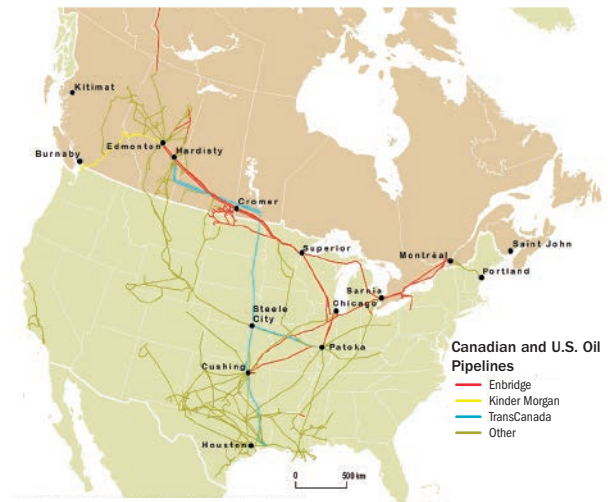 Kitimat
Edmonton
Hardisty
Burnaby
Cromer
Superior
Montréal
Saint John
Portland
Sarnia
Chicago
Steele
City
Patoka
Cushing
Houston
Canadian and U.S. Oil
Pipelines
Enbridge
Kinder Morgan
TransCanada
Other
0 500 km